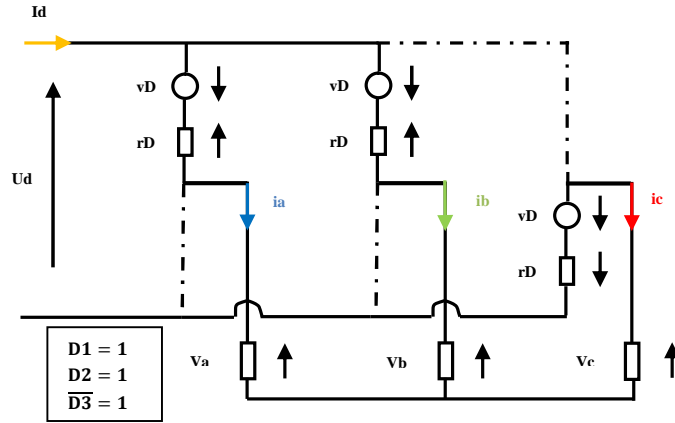 Id
vD
vD
rD
rD
Ud
ia
ib
ic
vD
rD
Va
Vb
Vc
D1 = 1
D2 = 1
D̅3̅ = 1